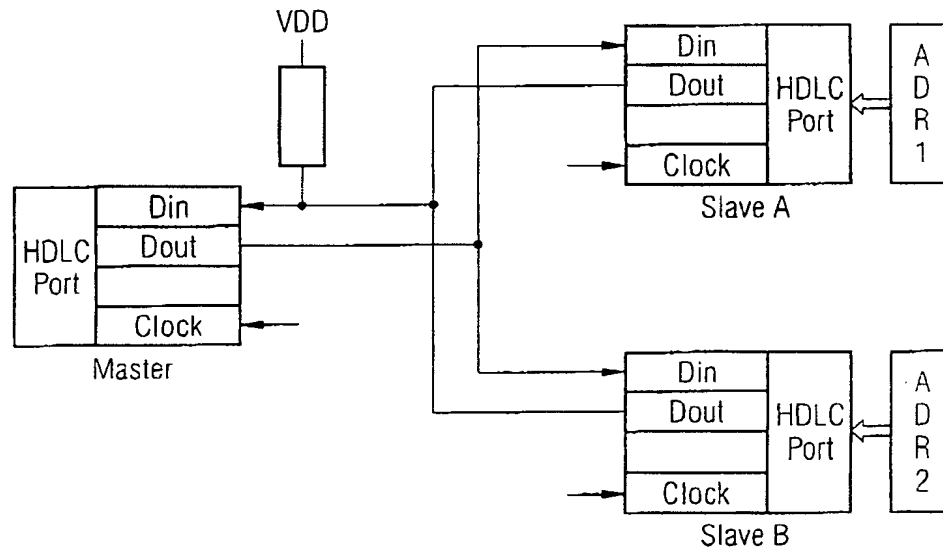 VDD
Din
Dout
HDLC
Port
Clock
Slave A
A
D
R
1
Din
Dout
HDLC
Port
Clock
Master
Din
Dout
HDLC
Port
Clock
Slave B
A
D
R
2